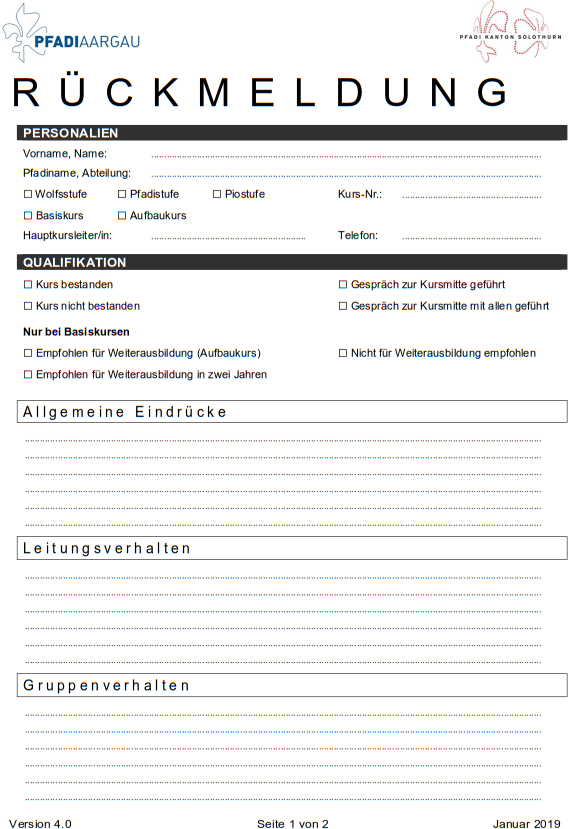 PFADIAARGAU
PFADI KANTON SOLOTHURN
RÜCKMELDUNG
PERSONALIEN
Vorname, Name:
Pfadiname, Abteilung:
Wolfsstufe Pfadistufe Piostufe Kurs-Nr.:
Basiskurs Aufbaukurs
Hauptkursleiter/in: Telefon:
QUALIFIKATION
Kurs bestanden Gespräch zur Kursmitte geführt
Kurs nicht bestanden Gespräch zur Kursmitte mit allen geführt
Nur bei Basiskursen
Empfohlen für Weiterausbildung (Aufbaukurs) Nicht für Weiterausbildung empfohlen
Empfohlen für Weiterausbildung in zwei Jahren
Allgemeine Eindrücke
Leitungsverhalten
Gruppenverhalten
Version 4.0 Seite 1 von 2 Januar 2019